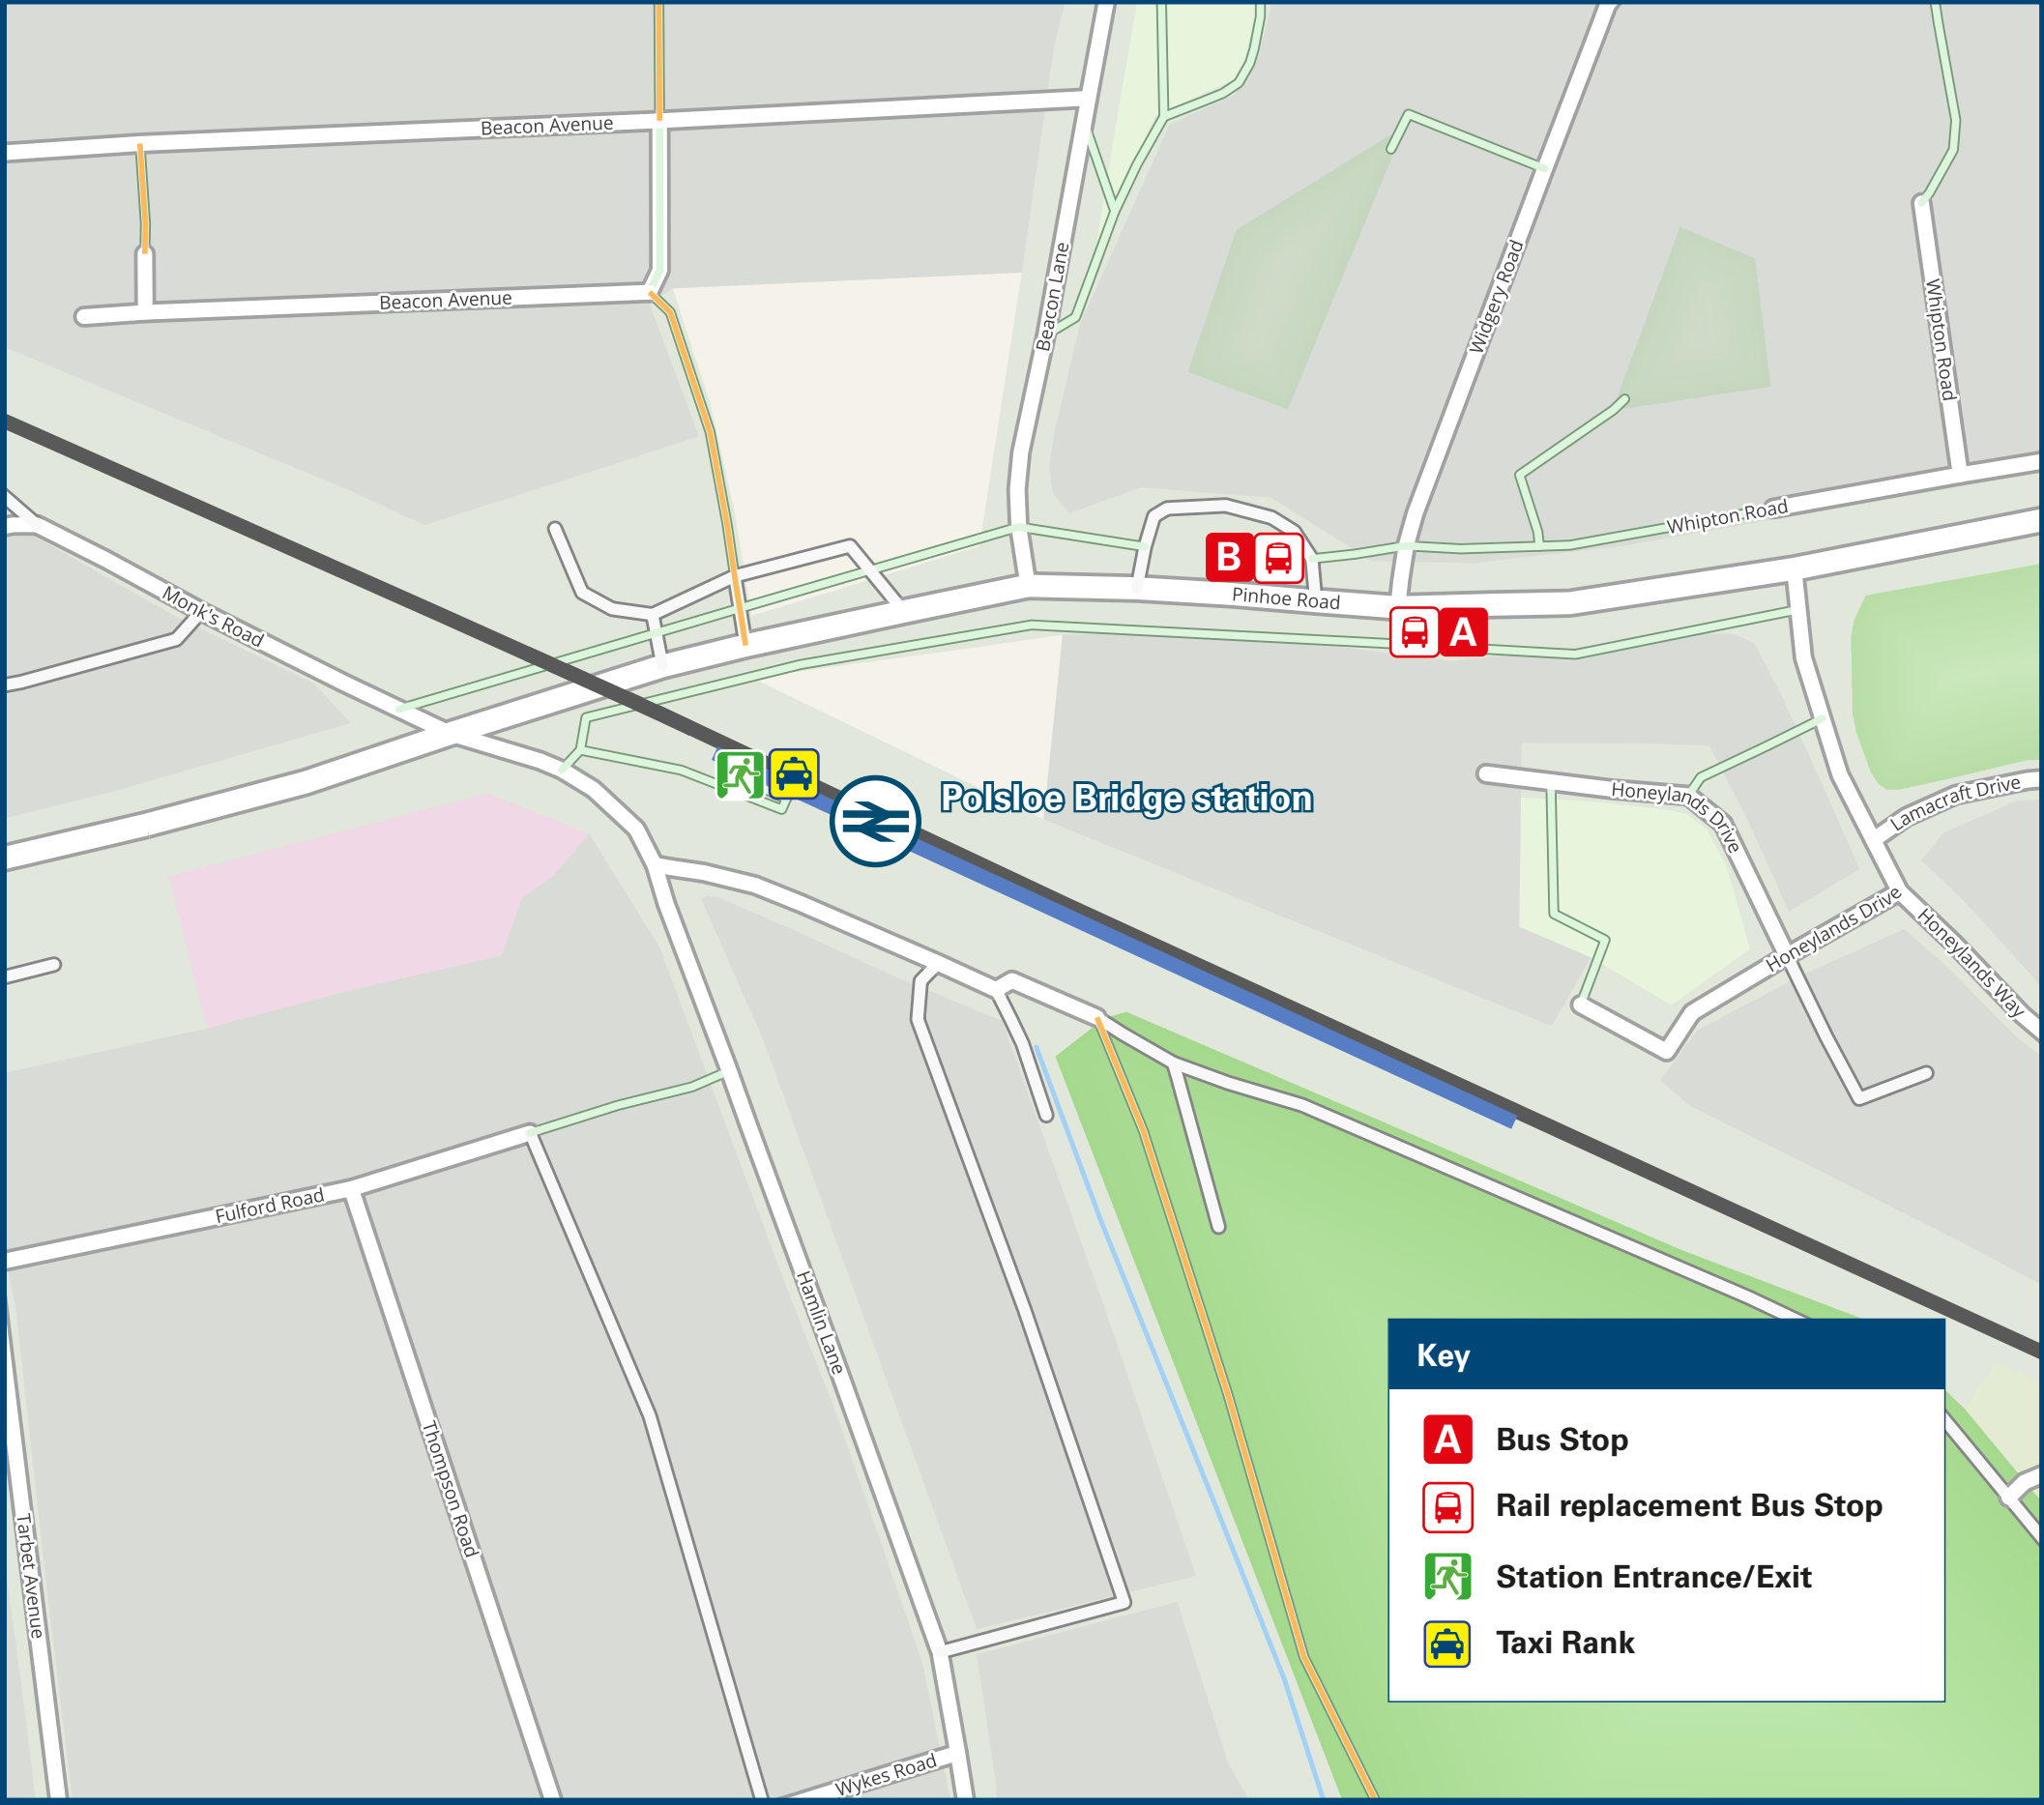 Beacon Avenue
Beacon Avenue
Beacon Lane
Widgery Road
Whipton Road
Whipton Road
Monk's Road
B
Pinhoe Road
A
Polsloe Bridge station
Honeylands Drive
Lamacraft Drive
Honeylands Drive
Honeylands Way
Fulford Road
Hamlin Lane
Thompson Road
Tarbet Avenue
Wykes Road
Key
A Bus Stop
Rail replacement Bus Stop
Station Entrance/Exit
Taxi Rank